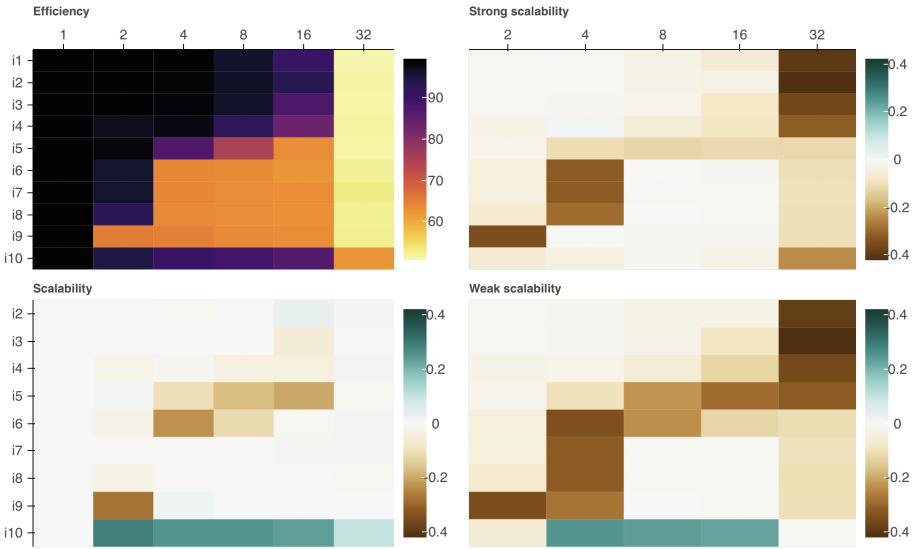 Efficiency
1 2 4 8 16 32
i1
i2
i3
i4
i5
i6
i7
i8
i9
i10
90
80
70
60
Strong scalability
2 4 8 16 32
0.4
0.2
0
-0.2
-0.4
Scalability
i2
i3
i4
i5
i6
i7
i8
i9
i10
0.4
0.2
0
-0.2
-0.4
Weak scalability
0.4
0.2
0
-0.2
-0.4